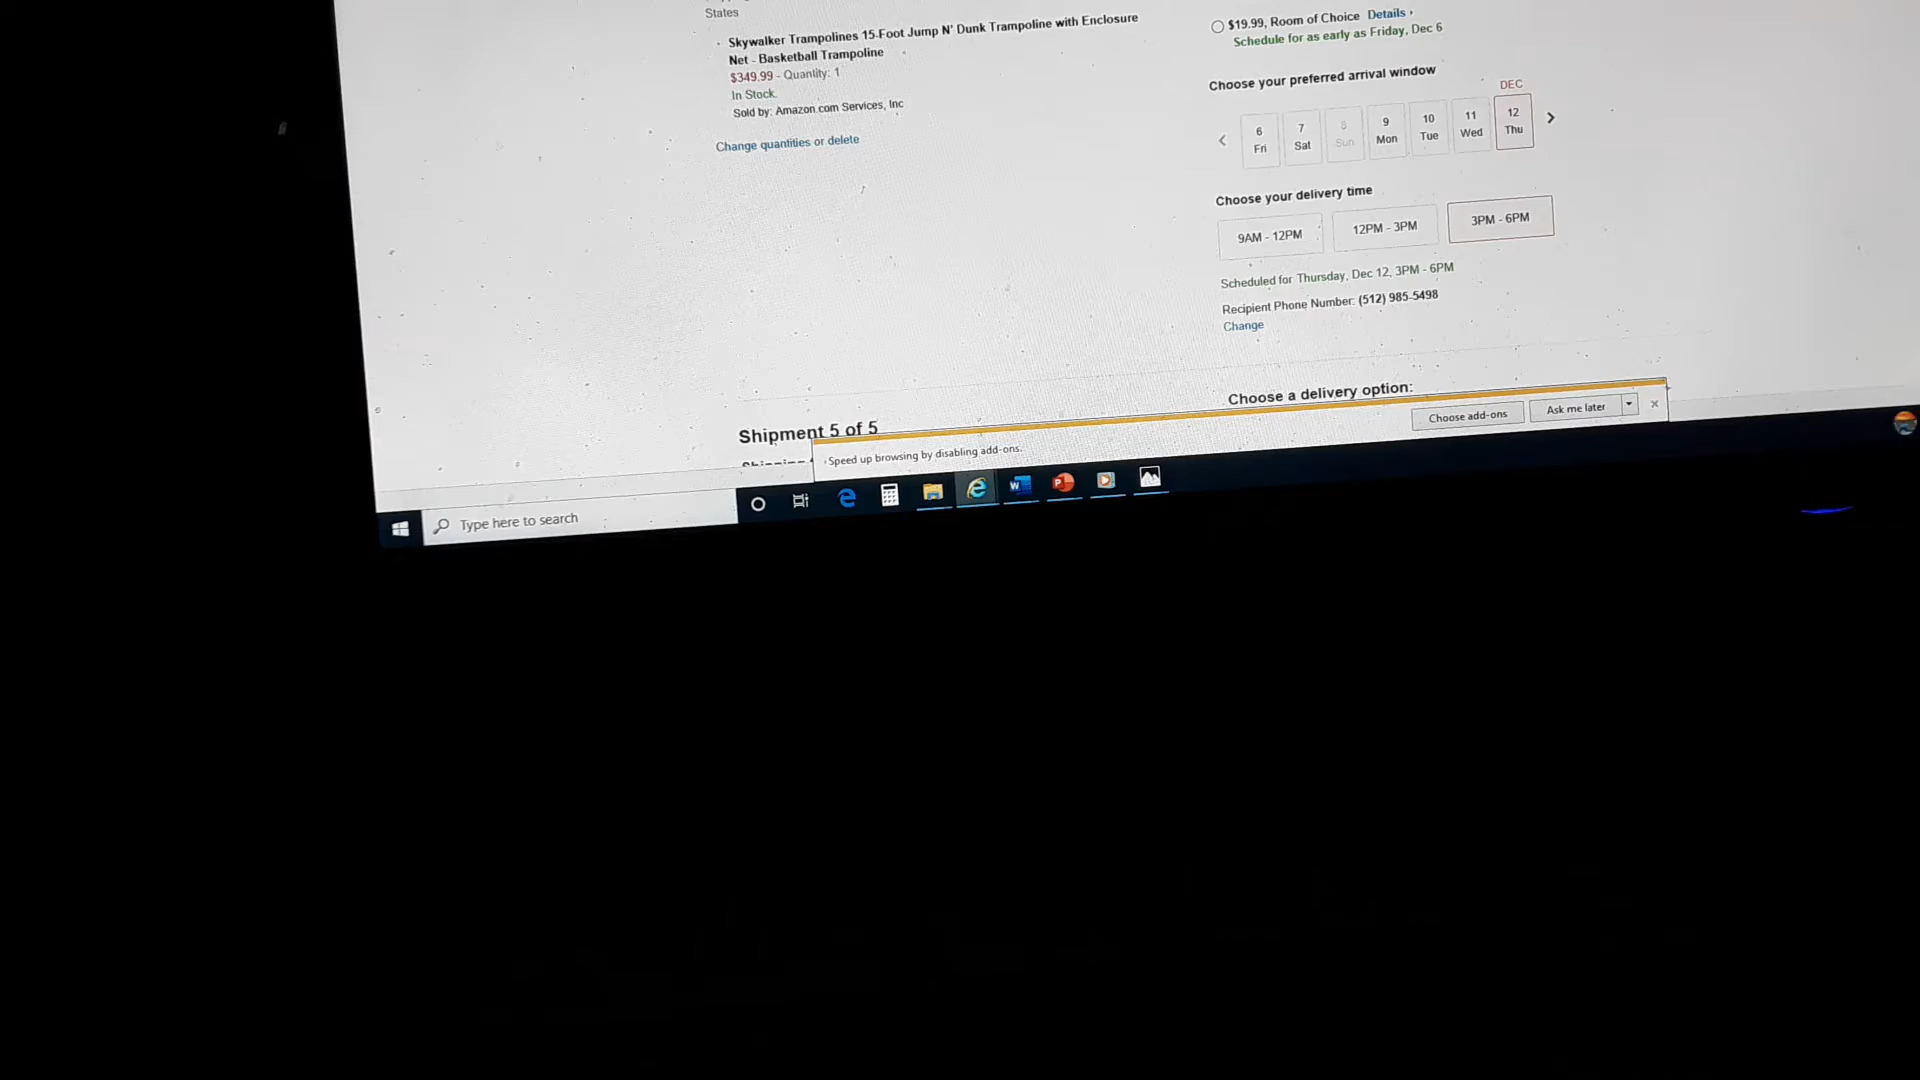 States
Skywalker Trampolines 15-Foot Jump N' Dunk Trampoline with Enclosure
Net - Basketball Trampoline
$349.99 - Quantity: 1
In Stock.
Sold by: Amazon.com Services, Inc
Change quantities or delete
$19.99, Room of Choice Details
Schedule for as early as Friday, Dec 6
Choose your preferred arrival window
DEC
6 7 8 9 10 11 12
Fri Sat Sun Mon Tue Wed Thu
Choose your delivery time
9AM - 12PM 12PM - 3PM 3PM - 6PM
Scheduled for Thursday, Dec 12, 3PM - 6PM
Recipient Phone Number: (512) 985-5498
Change
Shipment 5 of 5
Choose a delivery option:
Speed up browsing by disabling add-ons.
Choose add-ons Ask me later
Type here to search